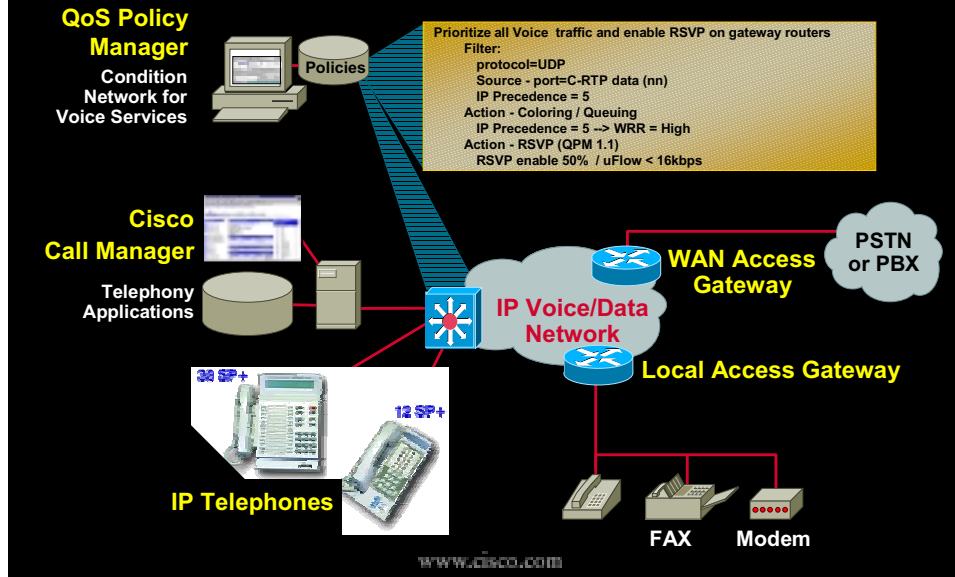 QoS Policy
Manager
Condition
Network for
Voice Services
Policies
Prioritize all Voice traffic and enable RSVP on gateway routers
Filter:
protocol=UDP
Source - port=C-RTP data (nn)
IP Precedence = 5
Action - Coloring / Queuing
IP Precedence = 5 --> WRR = High
Action - RSVP (QPM 1.1)
RSVP enable 50% / uFlow < 16kbps
Cisco
Call Manager
Telephony
Applications
IP Voice/Data
Network
WAN Access
Gateway
PSTN
or PBX
Local Access Gateway
30 SP+
12 SP+
IP Telephones
FAX
Modem
www.cisco.com